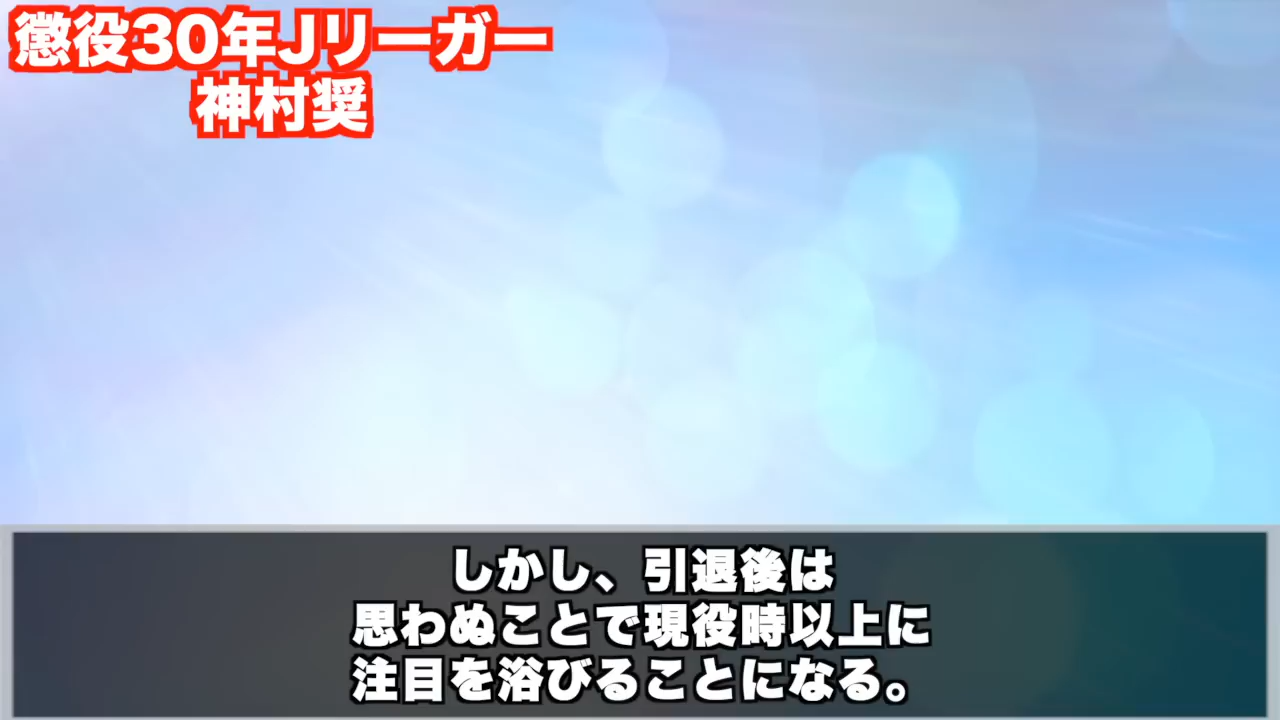 懲役30年Jリーガー
神村奨
しかし、引退後は
思わぬことで現役時以上に
注目を浴びることになる。